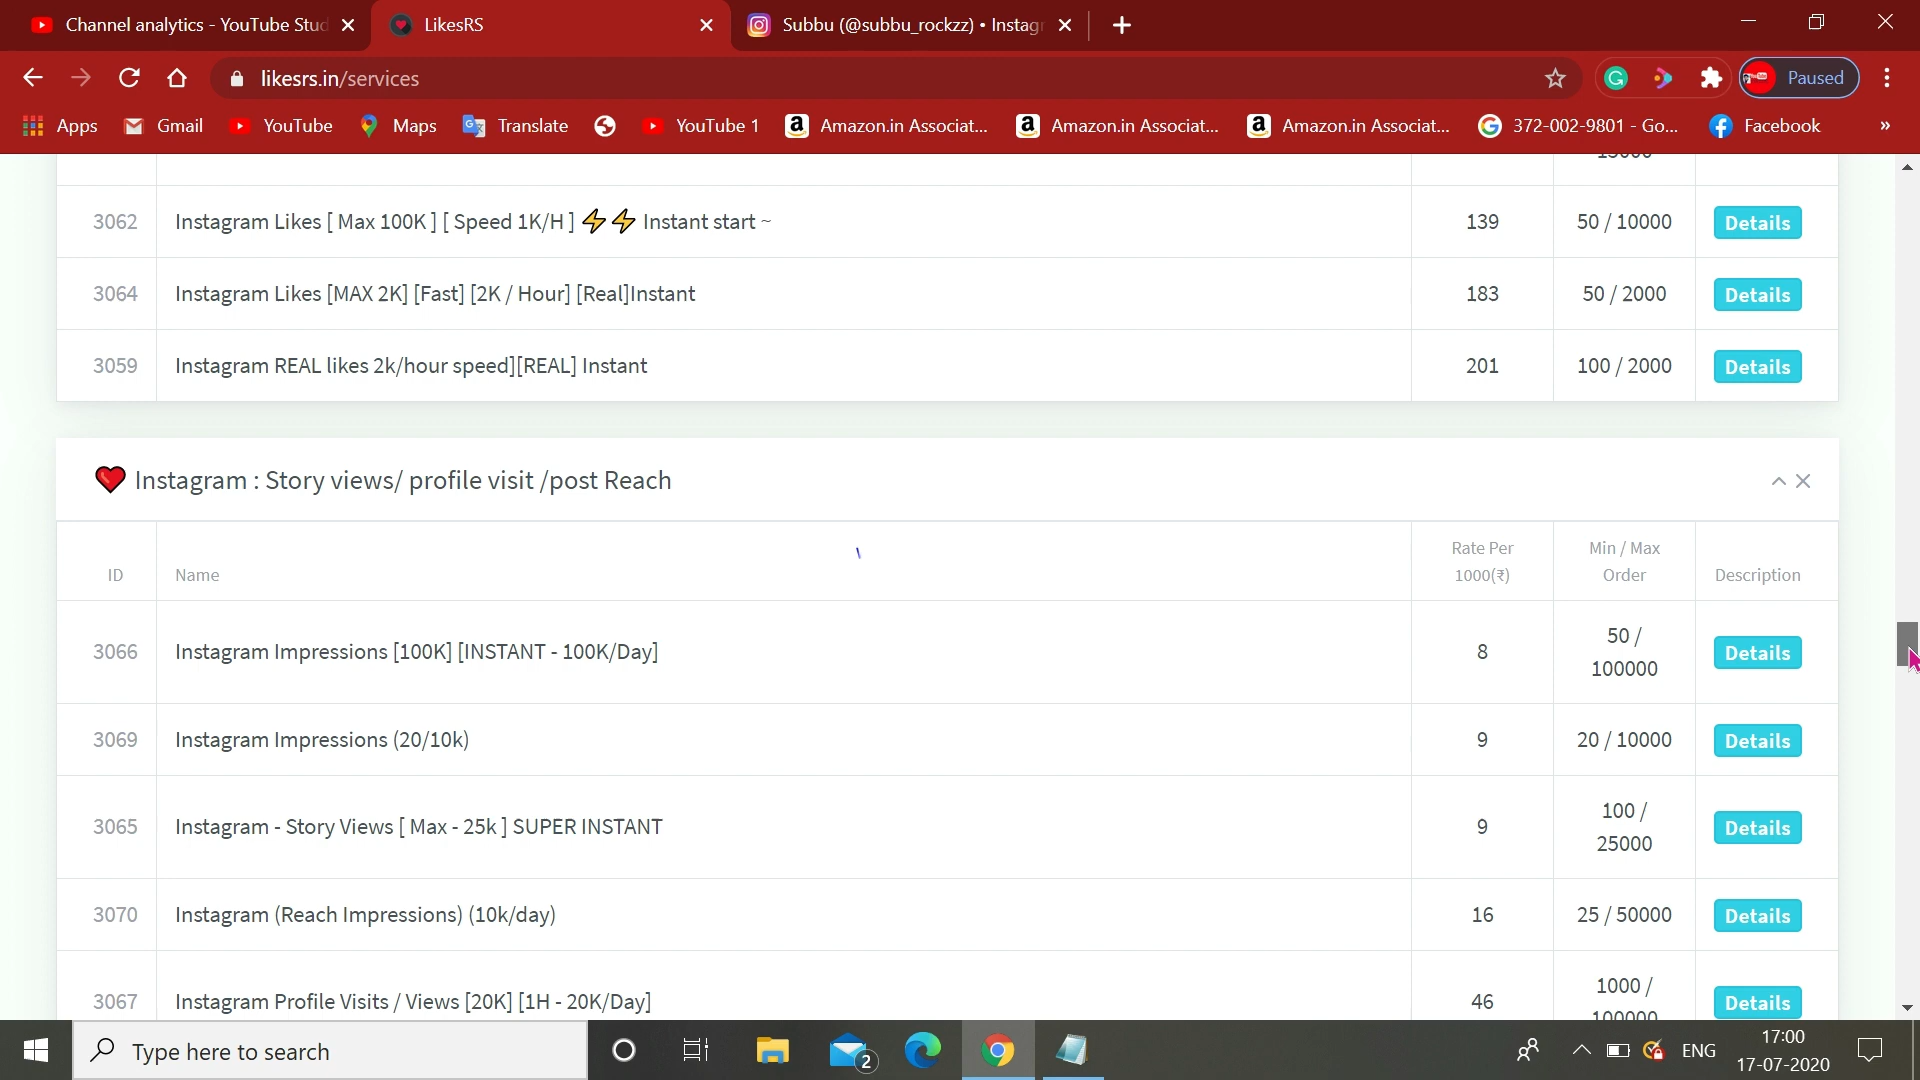 Channel analytics - YouTube Stud
LikesRS
Subbu (@subbu_rockzz) • Instagr
likesrs.in/services
Paused
Apps
Gmail
YouTube
Maps
Translate
YouTube 1
Amazon.in Associat...
Amazon.in Associat...
Amazon.in Associat...
372-002-9801 - Go...
Facebook
»
3062 Instagram Likes [ Max 100K ] [ Speed 1K/H ] ⚡⚡ Instant start ~ 139 50 / 10000 Details
3064 Instagram Likes [MAX 2K] [Fast] [2K / Hour] [Real]Instant 183 50 / 2000 Details
3059 Instagram REAL likes 2k/hour speed][REAL] Instant 201 100 / 2000 Details
❤️ Instagram : Story views/ profile visit /post Reach
ID Name Rate Per 1000(₹) Min / Max Order Description
3066 Instagram Impressions [100K] [INSTANT - 100K/Day] 8 50 / 100000 Details
3069 Instagram Impressions (20/10k) 9 20 / 10000 Details
3065 Instagram - Story Views [ Max - 25k ] SUPER INSTANT 9 100 / 25000 Details
3070 Instagram (Reach Impressions) (10k/day) 16 25 / 50000 Details
3067 Instagram Profile Visits / Views [20K] [1H - 20K/Day] 46 1000 / 100000 Details
Type here to search
2
ENG
17:00
17-07-2020